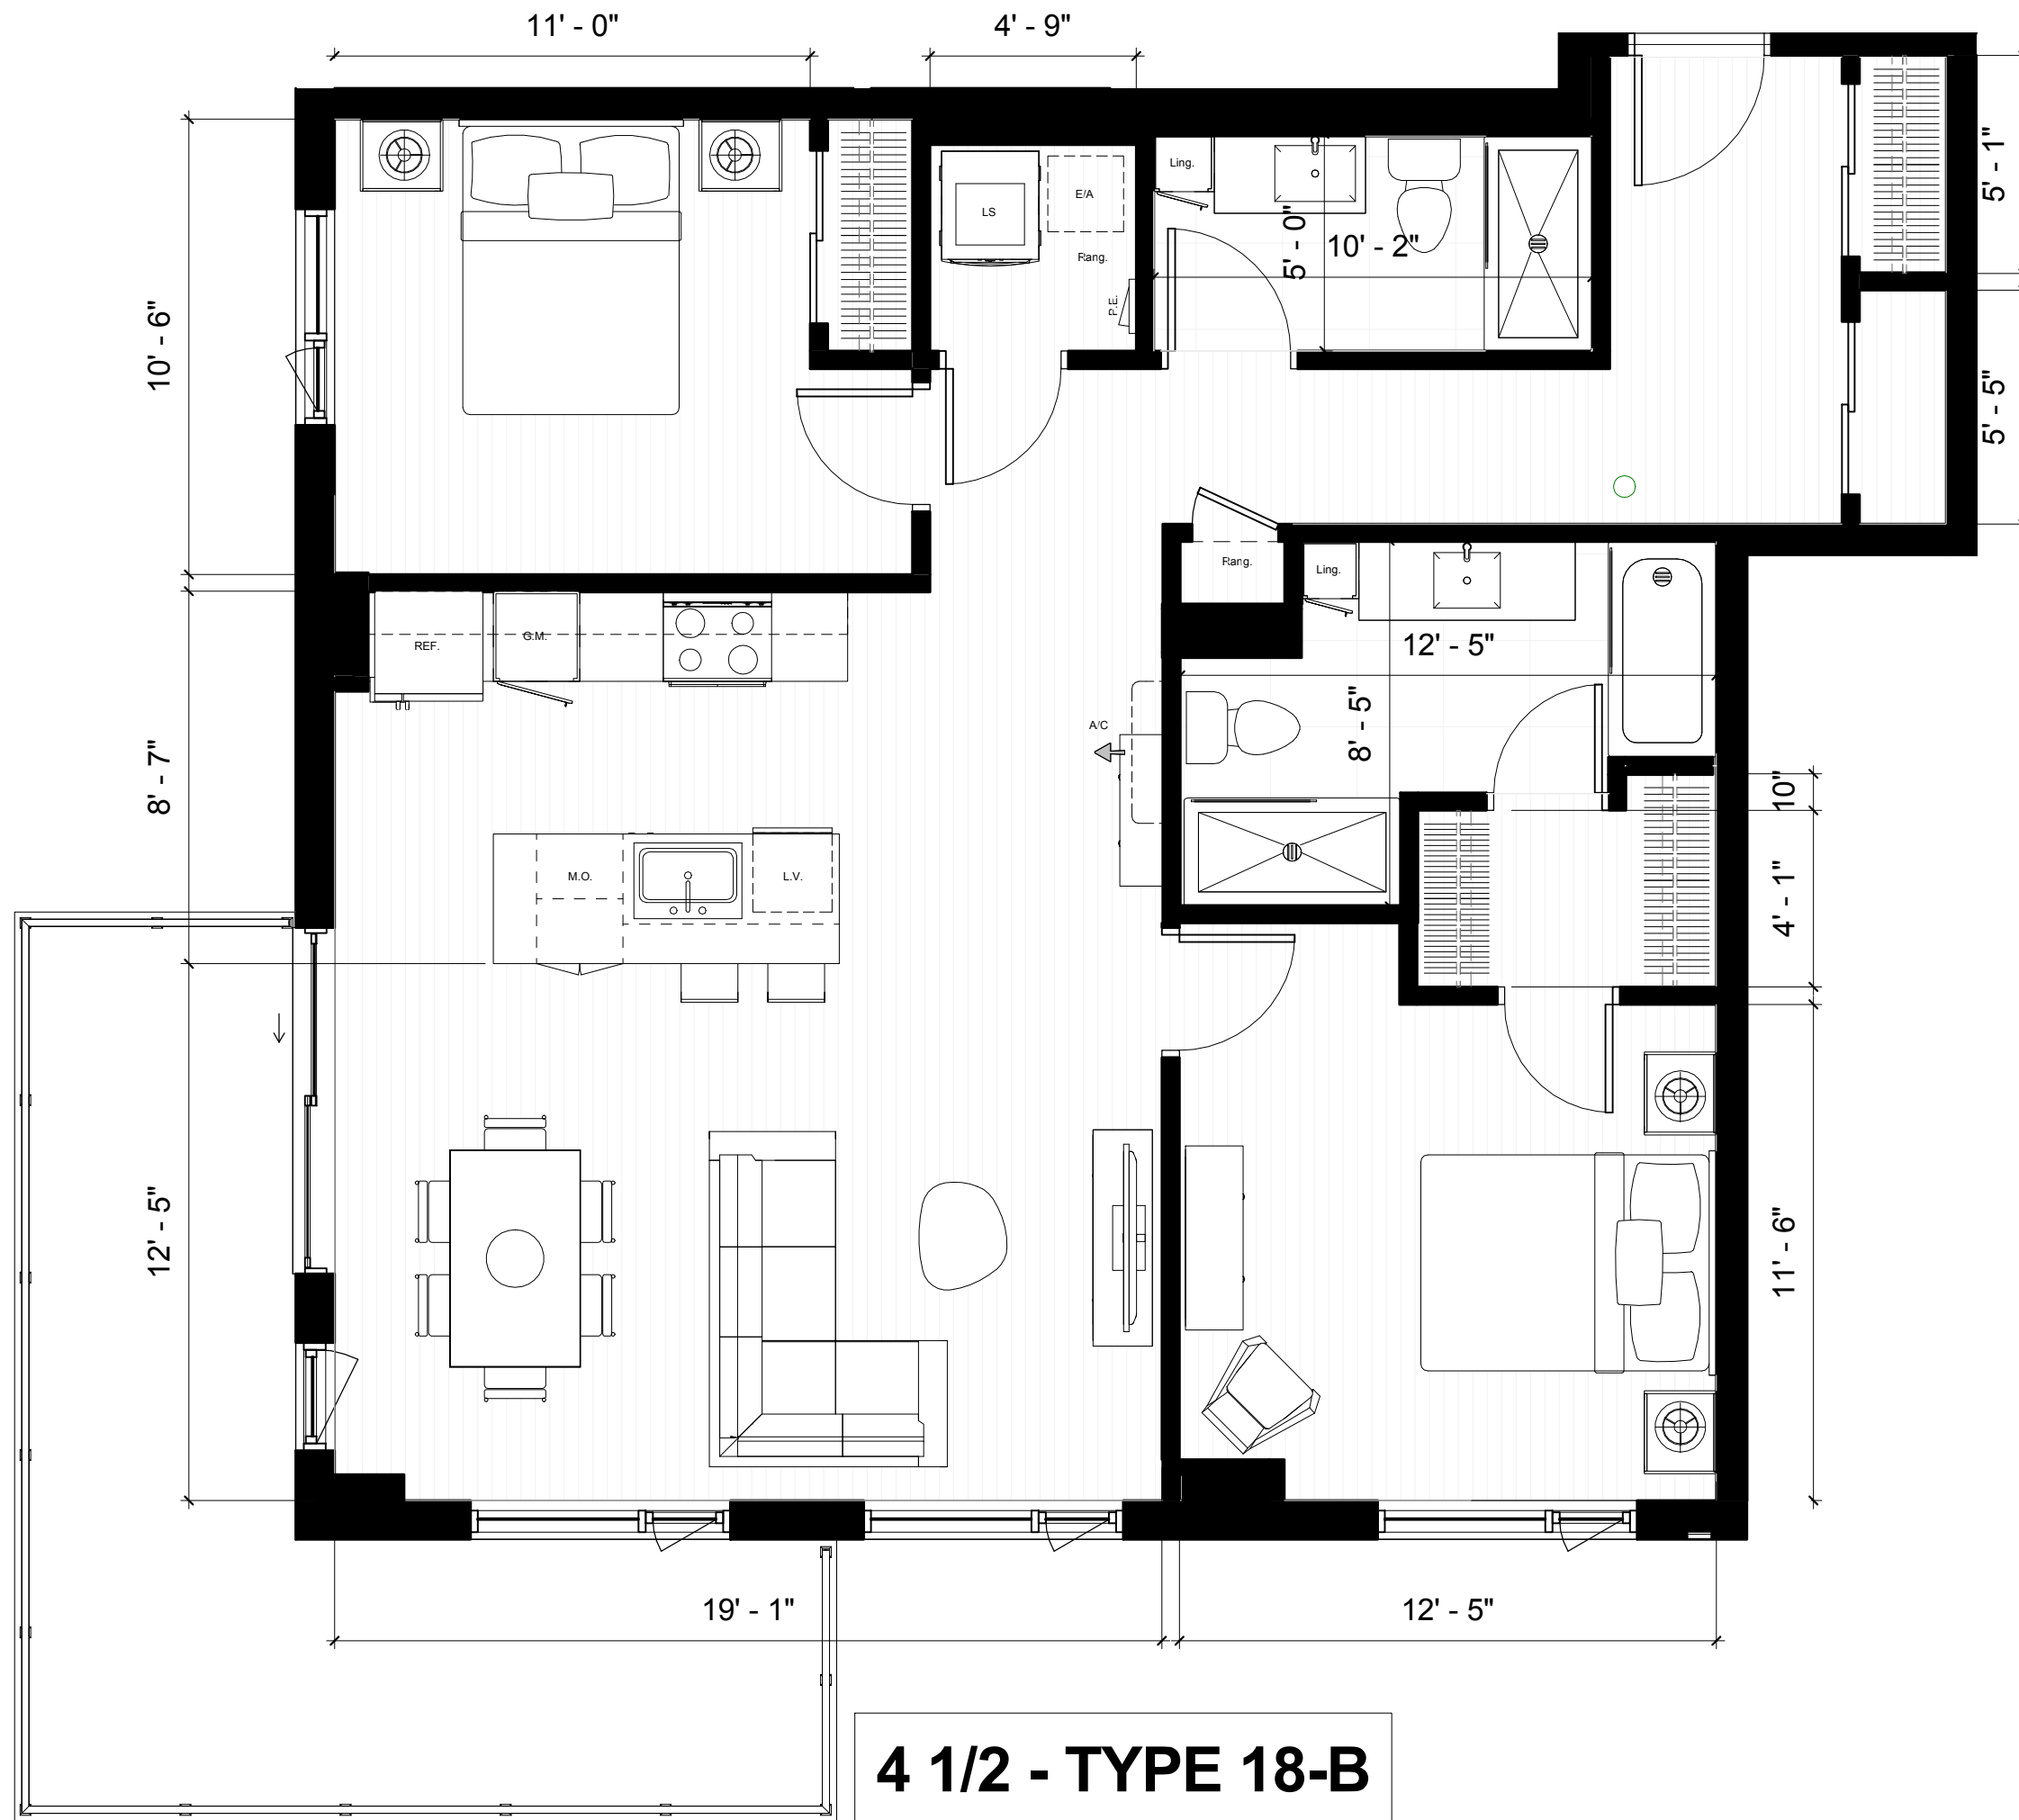 11' - 0"
4' - 9"
5' - 1"
Ling.
LS
E/A
5' - 0"
10' - 2"
Rang.
P.E.
10' - 6"
5' - 5"
Rang.
Ling.
REF.
G.M.
12' - 5"
A/C
8' - 5"
8' - 7"
10"
M.O.
L.V.
4' - 1"
12' - 5"
11' - 6"
19' - 1"
12' - 5"
4 1/2 - TYPE 18-B